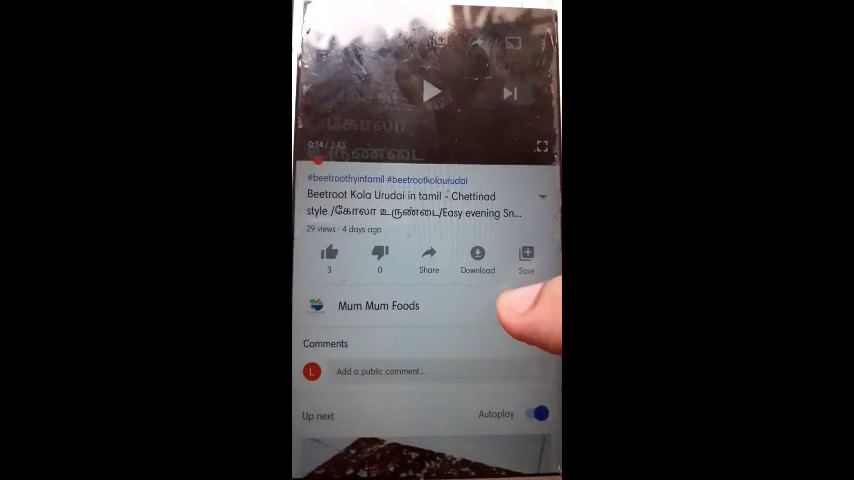 கோலா
உருண்டை
0:14 / 2:43
#beetrootfryintamil #beetrootkolaurudai
Beetroot Kola Urudai in tamil - Chettinad
style /கோலா உருண்டை/Easy evening Sn...
29 views · 4 days ago
3 0 Share Download Save
Mum Mum Foods
Comments
L Add a public comment...
Up next Autoplay